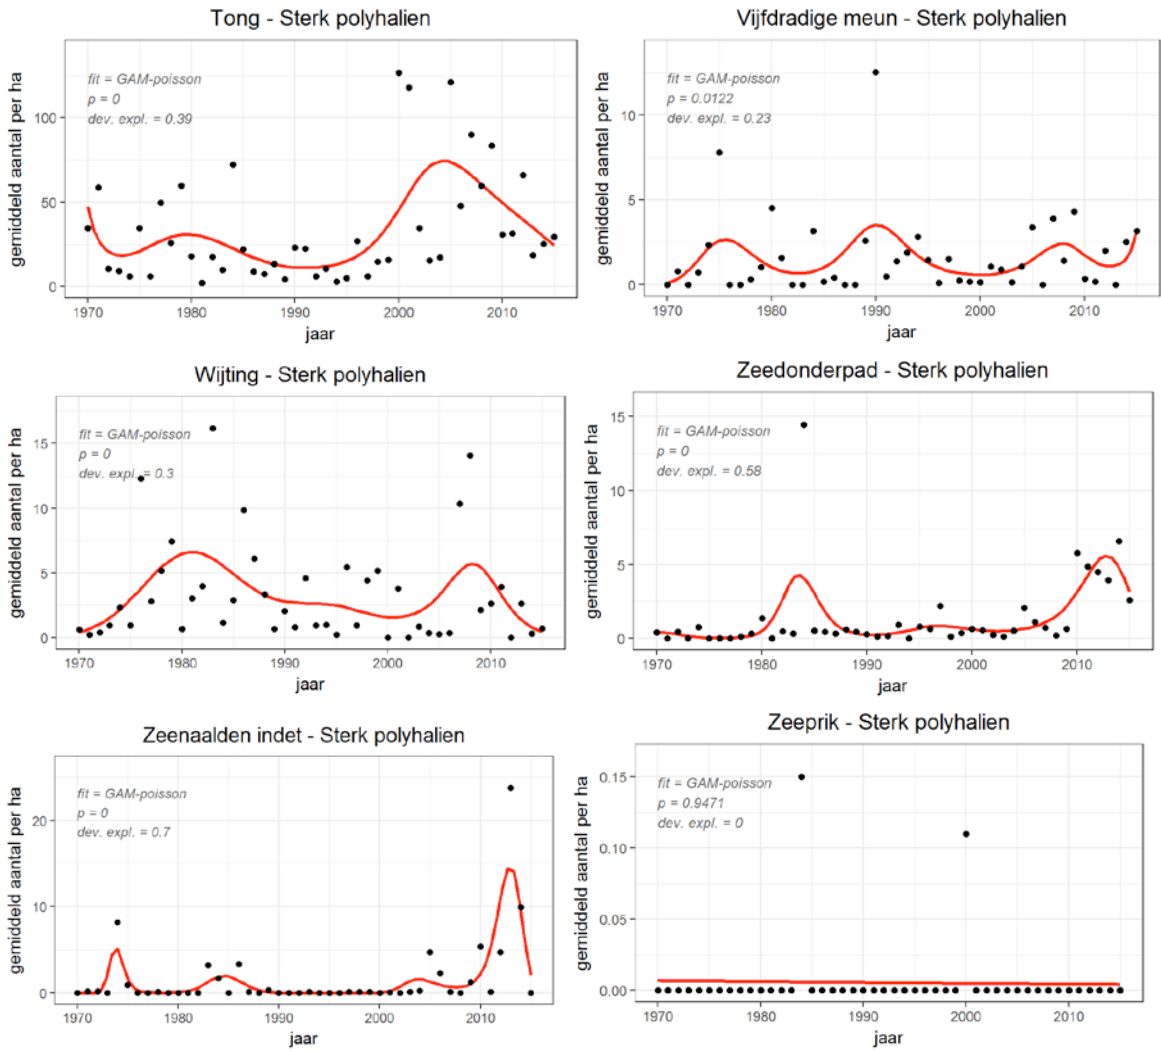 Tong - Sterk polyhalien
fit = GAM-poisson
p = 0
dev. expl. = 0.39
gemiddeld aantal per ha
100
50
0
1970 1980 1990 2000 2010
jaar
Vijfdradige meun - Sterk polyhalien
fit = GAM-poisson
p = 0.0122
dev. expl. = 0.23
gemiddeld aantal per ha
10
5
0
1970 1980 1990 2000 2010
jaar
Wijting - Sterk polyhalien
fit = GAM-poisson
p = 0
dev. expl. = 0.3
gemiddeld aantal per ha
15
10
5
0
1970 1980 1990 2000 2010
jaar
Zeedonderpad - Sterk polyhalien
fit = GAM-poisson
p = 0
dev. expl. = 0.58
gemiddeld aantal per ha
15
10
5
0
1970 1980 1990 2000 2010
jaar
Zeenaalden indet - Sterk polyhalien
fit = GAM-poisson
p = 0
dev. expl. = 0.7
gemiddeld aantal per ha
20
10
0
1970 1980 1990 2000 2010
jaar
Zeeprik - Sterk polyhalien
fit = GAM-poisson
p = 0.9471
dev. expl. = 0
gemiddeld aantal per ha
0.15
0.10
0.05
0.00
1970 1980 1990 2000 2010
jaar